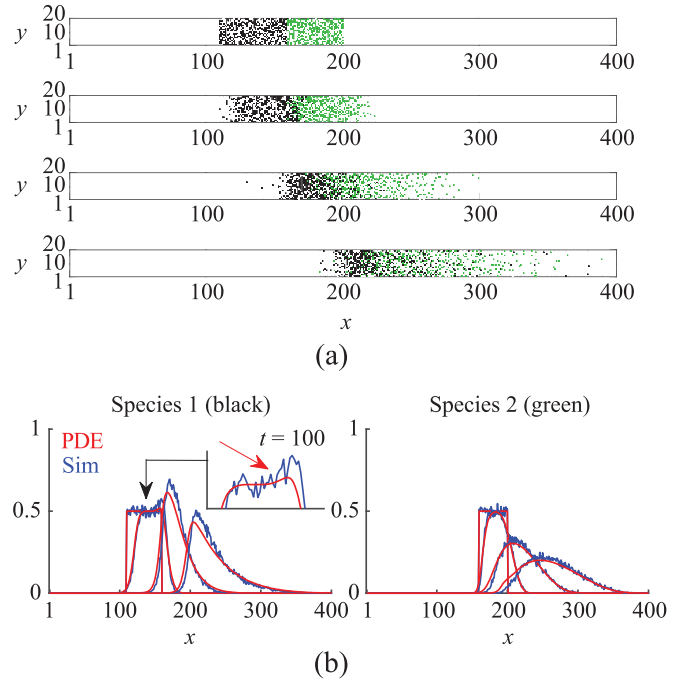 20
y 10
1
1 100 200 300 400
20
y 10
1
1 100 200 300 400
20
y 10
1
1 100 200 300 400
20
y 10
1
1 100 200 300 400
x
(a)
Species 1 (black) Species 2 (green)
1 1
PDE t = 100
Sim
0.5 0.5
0 0
1 100 200 300 400 1 100 200 300 400
x x
(b)